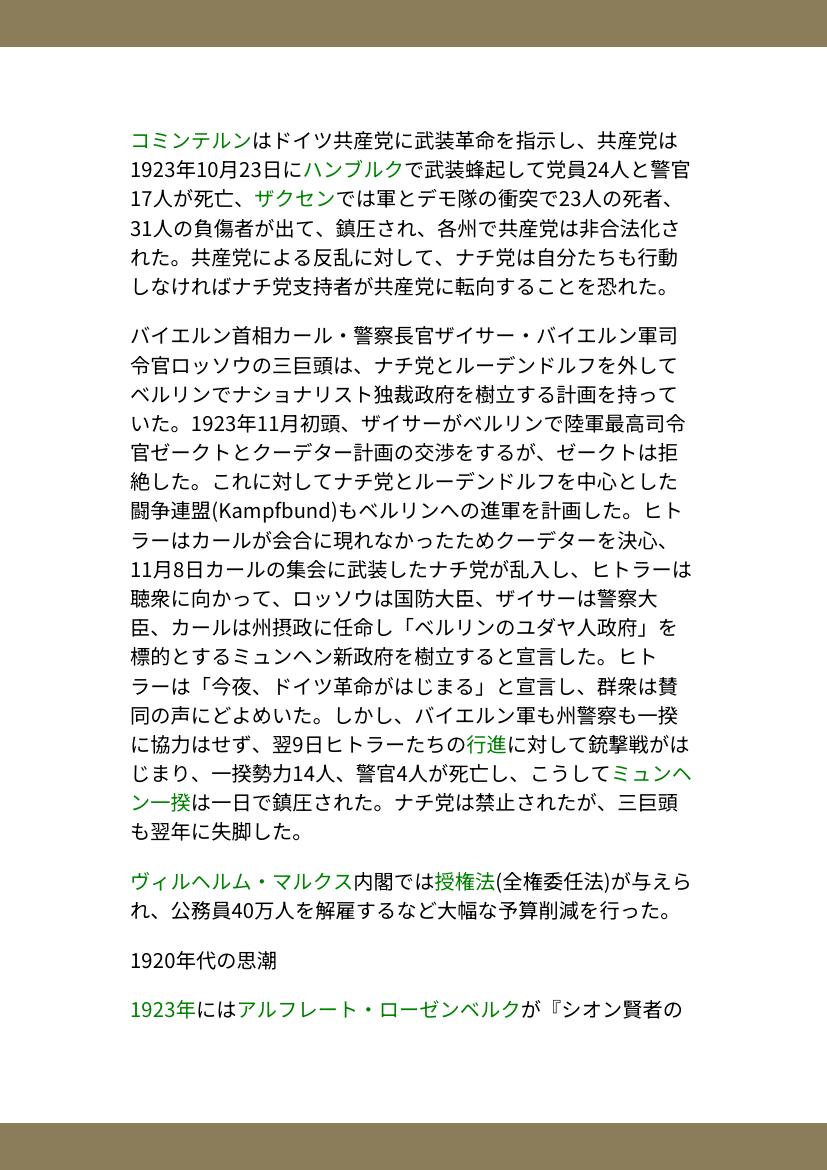 コミンテルンはドイツ共産党に武装革命を指示し、共産党は
1923年10月23日にハンブルクで武装蜂起して党員24人と警官
17人が死亡、ザクセンでは軍とデモ隊の衝突で23人の死者、
31人の負傷者が出て、鎮圧され、各州で共産党は非合法化さ
れた。共産党による反乱に対して、ナチ党は自分たちも行動
しなければナチ党支持者が共産党に転向することを恐れた。
バイエルン首相カール・警察長官ザイサー・バイエルン軍司
令官ロッソウの三巨頭は、ナチ党とルーデンドルフを外して
ベルリンでナショナリスト独裁政府を樹立する計画を持って
いた。1923年11月初頭、ザイサーがベルリンで陸軍最高司令
官ゼークトとクーデター計画の交渉をするが、ゼークトは拒
絶した。これに対してナチ党とルーデンドルフを中心とした
闘争連盟(Kampfbund)もベルリンへの進軍を計画した。ヒト
ラーはカールが会合に現れなかったためクーデターを決心、
11月8日カールの集会に武装したナチ党が乱入し、ヒトラーは
聴衆に向かって、ロッソウは国防大臣、ザイサーは警察大
臣、カールは州摂政に任命し「ベルリンのユダヤ人政府」を
標的とするミュンヘン新政府を樹立すると宣言した。ヒト
ラーは「今夜、ドイツ革命がはじまる」と宣言し、群衆は賛
同の声にどよめいた。しかし、バイエルン軍も州警察も一揆
に協力はせず、翌9日ヒトラーたちの行進に対して銃撃戦がは
じまり、一揆勢力14人、警官4人が死亡し、こうしてミュンヘ
ン一揆は一日で鎮圧された。ナチ党は禁止されたが、三巨頭
も翌年に失脚した。
ヴィルヘルム・マルクス内閣では授権法(全権委任法)が与えら
れ、公務員40万人を解雇するなど大幅な予算削減を行った。
1920年代の思潮
1923年にはアルフレート・ローゼンベルクが『シオン賢者の